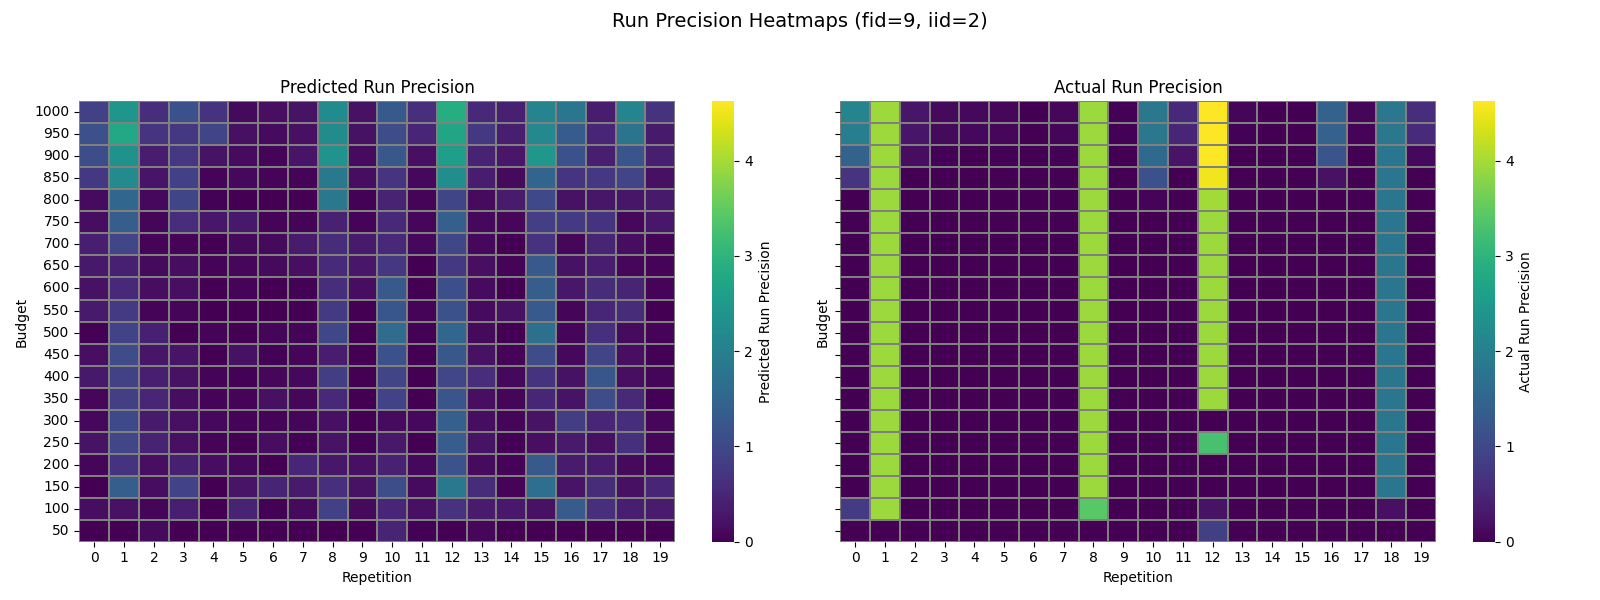 Run Precision Heatmaps (fid=9, iid=2)
Predicted Run Precision
1000
950
900
850
800
750
700
650
600
550
500
450
400
350
300
250
200
150
100
50
Budget
0 1 2 3 4 5 6 7 8 9 10 11 12 13 14 15 16 17 18 19
Repetition
4
3
2
1
0
Predicted Run Precision
Actual Run Precision
Budget
0 1 2 3 4 5 6 7 8 9 10 11 12 13 14 15 16 17 18 19
Repetition
4
3
2
1
0
Actual Run Precision